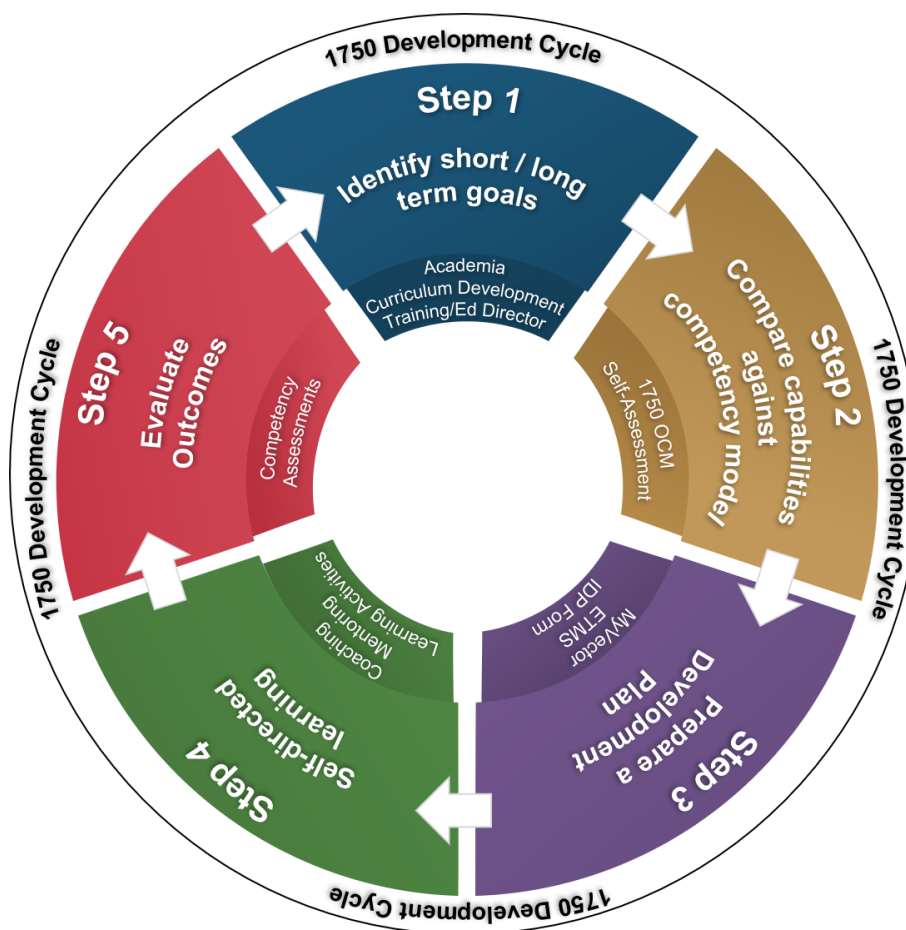 1750 Development Cycle
Step 1
Identify short / long
term goals
Academia
Curriculum Development
Training/Ed Director
1750 Development Cycle
Step 2
Compare capabilities
against
competency model
1750 OCM
Self-Assessment
1750 Development Cycle
Step 3
Prepare a
Development
Plan
MyVector
ETMS
IDP Form
1750 Development Cycle
Step 4
Self-directed
learning
Coaching
Mentoring
Learning Activities
1750 Development Cycle
Step 5
Evaluate
Outcomes
Competency
Assessments